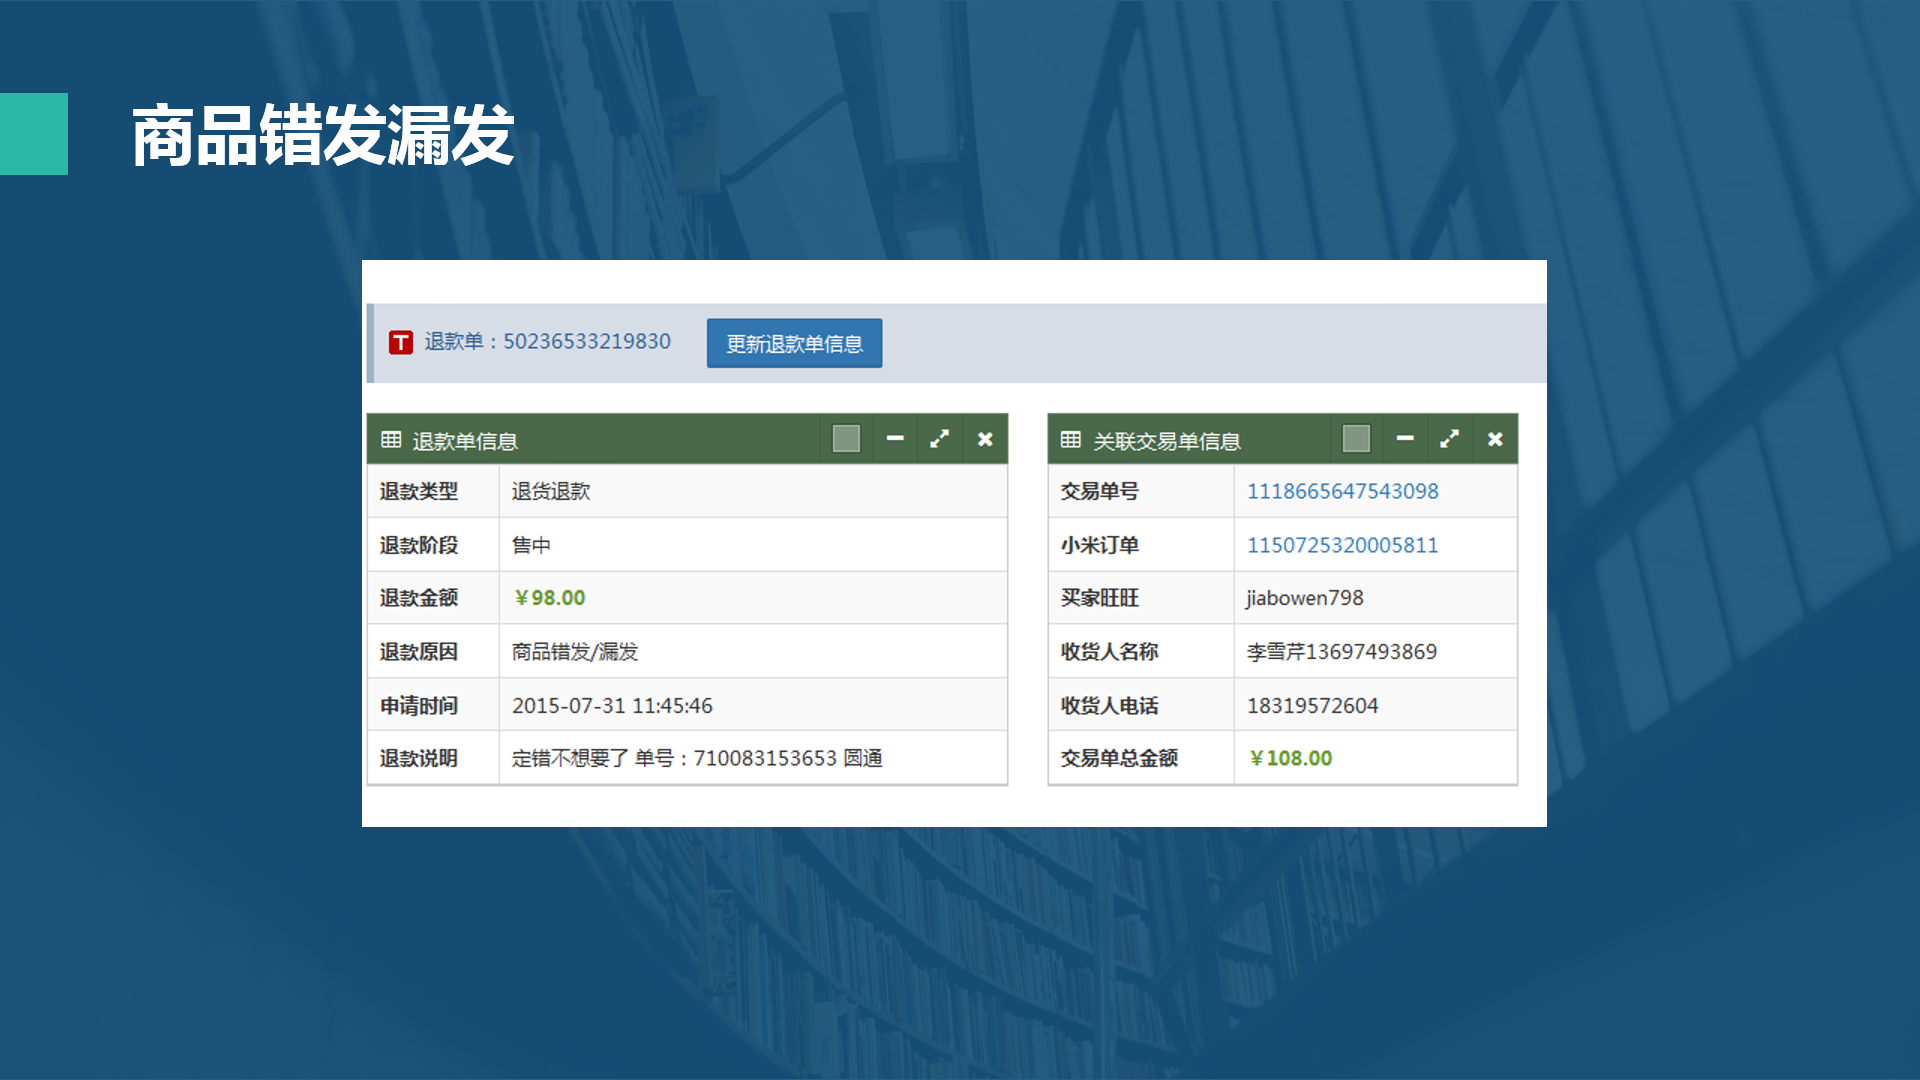 商品错发漏发
退款单：50236533219830
更新退款单信息
退款单信息
退款类型 退货退款
退款阶段 售中
退款金额 ￥98.00
退款原因 商品错发/漏发
申请时间 2015-07-31 11:45:46
退款说明 定错不想要了 单号：710083153653 圆通
关联交易单信息
交易单号 1118665647543098
小米订单 1150725320005811
买家旺旺 jiabowen798
收货人名称 李雪芹13697493869
收货人电话 18319572604
交易单总金额 ￥108.00